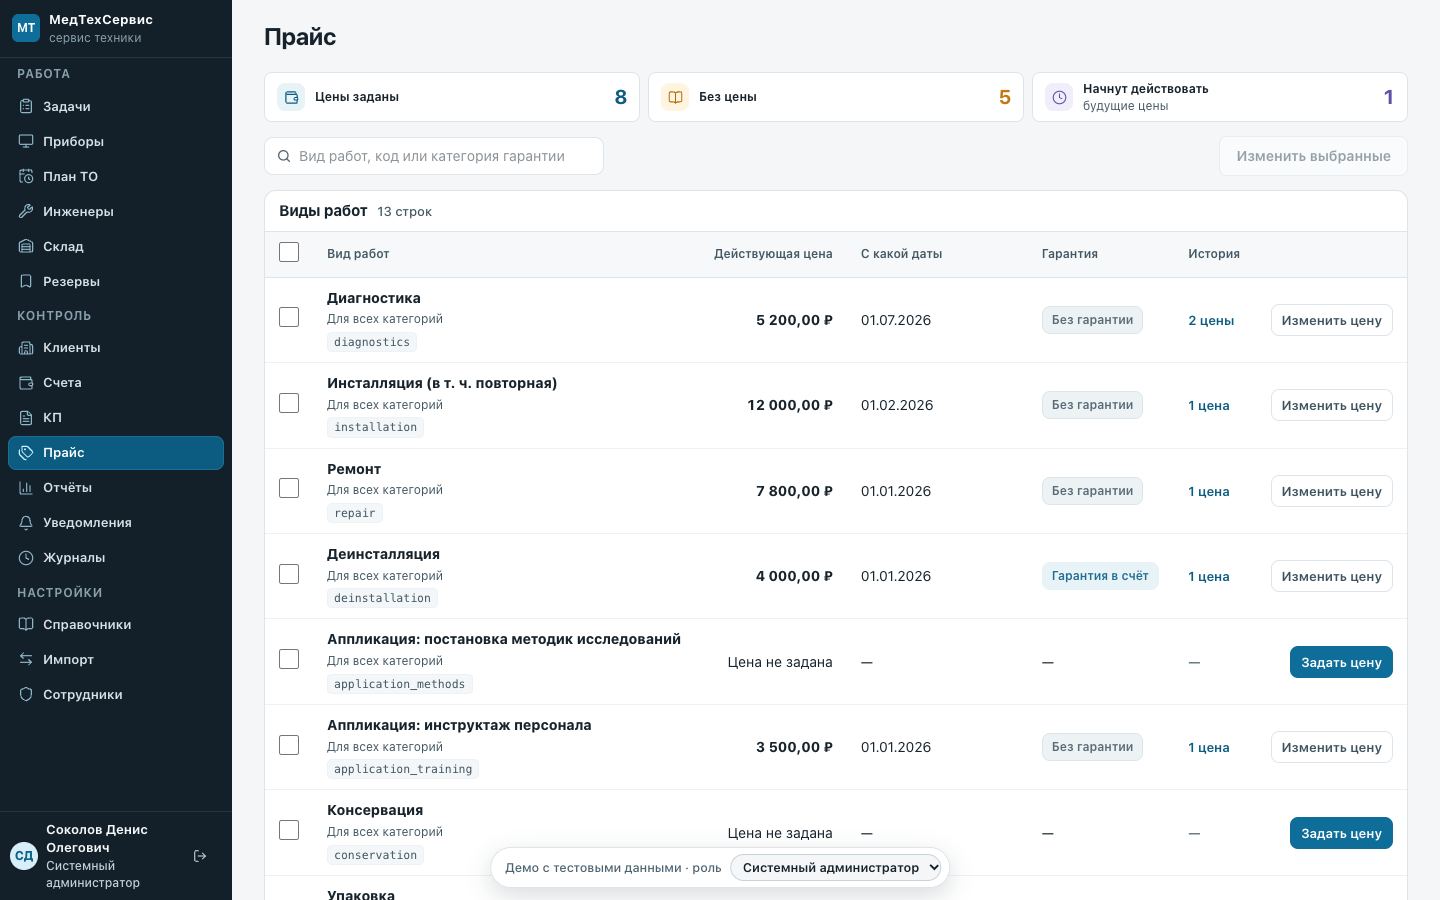 МТ
МедТехСервис
сервис техники
РАБОТА
Задачи
Приборы
План ТО
Инженеры
Склад
Резервы
КОНТРОЛЬ
Клиенты
Счета
КП
Прайс
Отчёты
Уведомления
Журналы
НАСТРОЙКИ
Справочники
Импорт
Сотрудники
СД
Соколов Денис
Олегович
Системный
администратор
Прайс
Цены заданы 8
Без цены 5
Начнут действовать
будущие цены
1
Вид работ, код или категория гарантии
Изменить выбранные
Виды работ 13 строк
Вид работ Действующая цена С какой даты Гарантия История
Диагностика
Для всех категорий
diagnostics
5 200,00 ₽ 01.07.2026 Без гарантии 2 цены Изменить цену
Инсталляция (в т. ч. повторная)
Для всех категорий
installation
12 000,00 ₽ 01.02.2026 Без гарантии 1 цена Изменить цену
Ремонт
Для всех категорий
repair
7 800,00 ₽ 01.01.2026 Без гарантии 1 цена Изменить цену
Деинсталляция
Для всех категорий
deinstallation
4 000,00 ₽ 01.01.2026 Гарантия в счёт 1 цена Изменить цену
Аппликация: постановка методик исследований
Для всех категорий
application_methods
Цена не задана — — — Задать цену
Аппликация: инструктаж персонала
Для всех категорий
application_training
3 500,00 ₽ 01.01.2026 Без гарантии 1 цена Изменить цену
Консервация
Для всех категорий
conservation
Цена не задана — — — Задать цену
Упаковка
Демо с тестовыми данными · роль Системный администратор